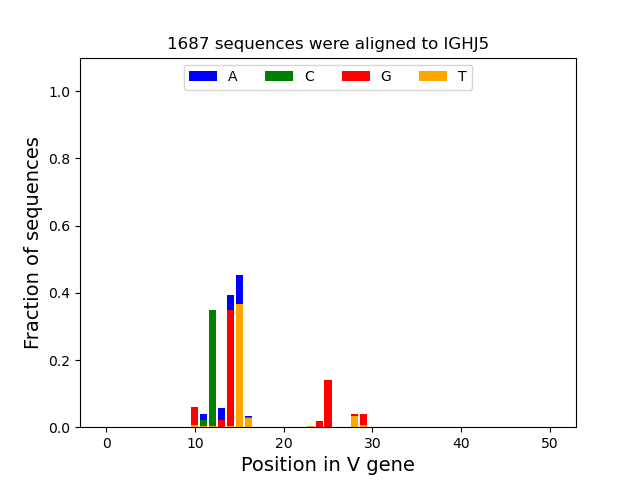 1687 sequences were aligned to IGHJ5
A C G T
1.0
0.8
0.6
0.4
0.2
0.0
Fraction of sequences
0 10 20 30 40 50
Position in V gene